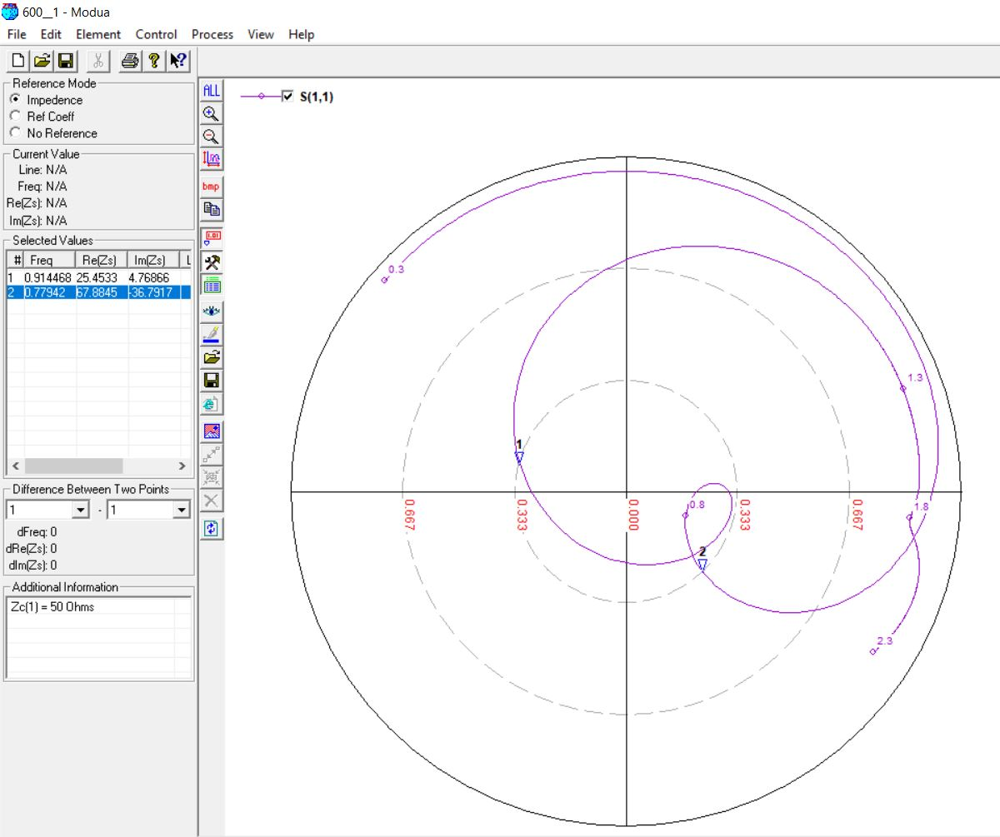 600__1 - Modua
File Edit Element Control Process View Help
Reference Mode
Impedence
Ref Coeff
No Reference
Current Value
Line: N/A
Freq: N/A
Re(Zs): N/A
Im(Zs): N/A
Selected Values
# Freq Re(Zs) Im(Zs) L
1 0.914468 25.4533 4.76866
2 0.77942 67.8845 -36.7917
Difference Between Two Points
1 - 1
dFreq: 0
dRe(Zs): 0
dIm(Zs): 0
Additional Information
Zc(1) = 50 Ohms
ALL
bmp
1.01
S(1,1)
0.3
1.3
1
0.8
1.8
0.667
0.333
0.000
0.333
0.667
2
2.3